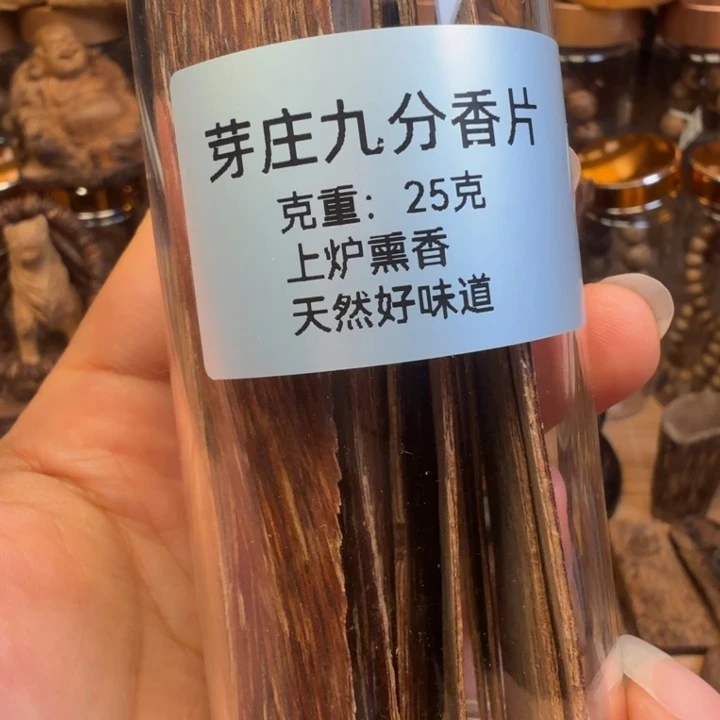 芽庄九分香片
克重：25克
上炉熏香
天然好味道